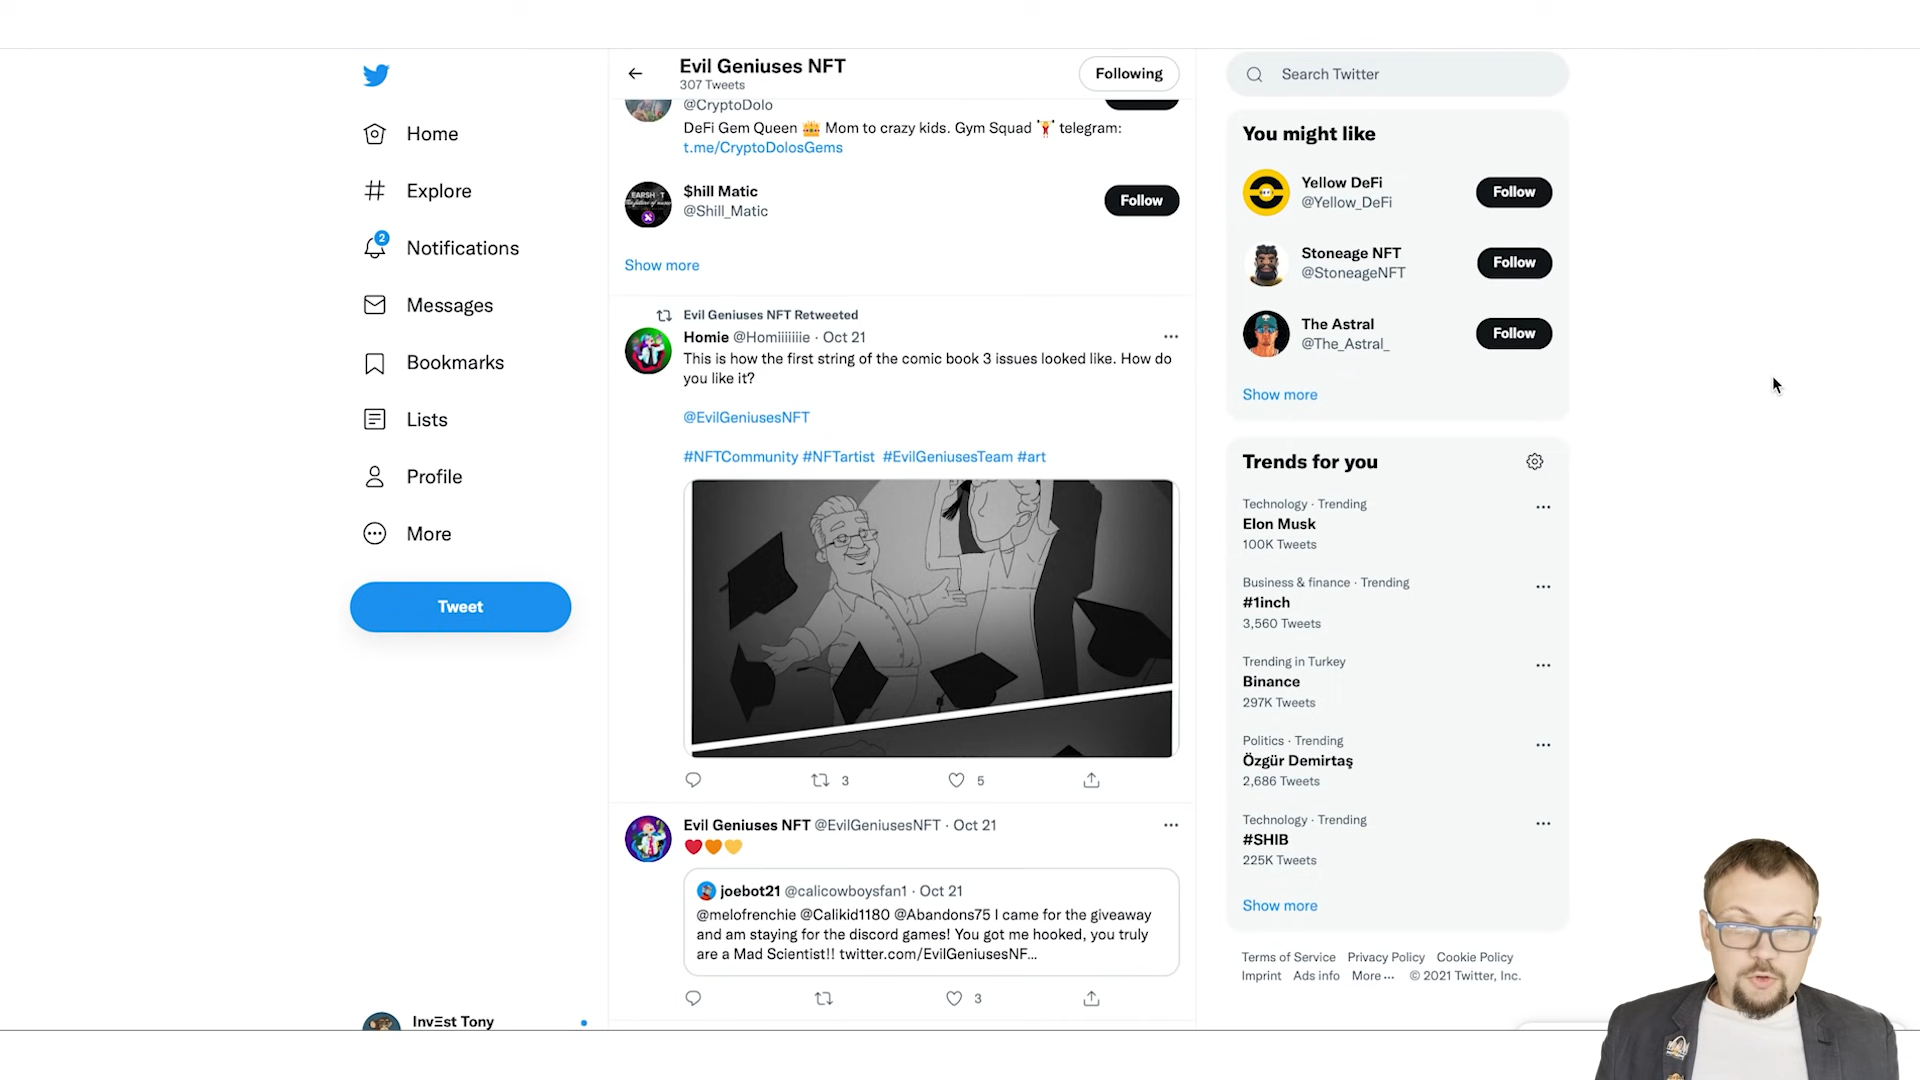 Home
Explore
2
Notifications
Messages
Bookmarks
Lists
Profile
More
Tweet
InvΞst Tony
Evil Geniuses NFT
307 Tweets
Following
@CryptoDolo
DeFi Gem Queen 👑 Mom to crazy kids. Gym Squad 🏋️ telegram:
t.me/CryptoDolosGems
$hill Matic
@Shill_Matic
Follow
Show more
Evil Geniuses NFT Retweeted
Homie @Homiiiiiiie · Oct 21
This is how the first string of the comic book 3 issues looked like. How do
you like it?
@EvilGeniusesNFT
#NFTCommunity #NFTartist #EvilGeniusesTeam #art
3
5
Evil Geniuses NFT @EvilGeniusesNFT · Oct 21
❤️🧡💛
joebot21 @calicowboysfan1 · Oct 21
@melofrenchie @Calikid1180 @Abandons75 I came for the giveaway
and am staying for the discord games! You got me hooked, you truly
are a Mad Scientist!! twitter.com/EvilGeniusesNF...
3
Search Twitter
You might like
Yellow DeFi
@Yellow_DeFi
Follow
Stoneage NFT
@StoneageNFT
Follow
The Astral
@The_Astral_
Follow
Show more
Trends for you
Technology · Trending
Elon Musk
100K Tweets
Business & finance · Trending
#1inch
3,560 Tweets
Trending in Turkey
Binance
297K Tweets
Politics · Trending
Özgür Demirtaş
2,686 Tweets
Technology · Trending
#SHIB
225K Tweets
Show more
Terms of Service Privacy Policy Cookie Policy
Imprint Ads info More ··· © 2021 Twitter, Inc.